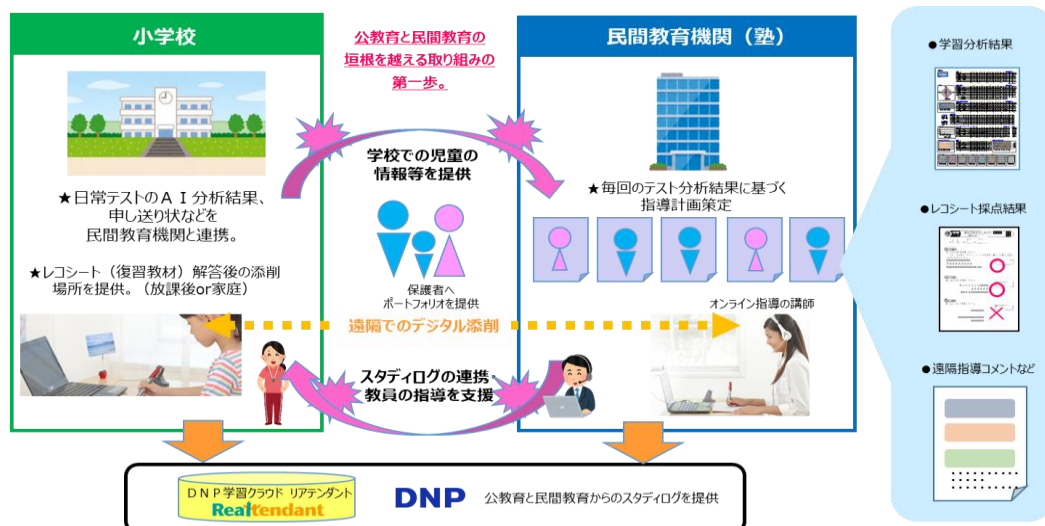 小学校
公教育と民間教育の
垣根を越える取り組みの
第一歩。
民間教育機関（塾）
★日常テストのＡＩ分析結果、
申し送り状などを
民間教育機関と連携。
★レコシート（復習教材）解答後の添削
場所を提供。（放課後or家庭）
学校での児童の
情報等を提供
保護者へ
ポートフォリオを提供
遠隔でのデジタル添削
スタディログの連携・
教員の指導を支援
★毎回のテスト分析結果に基づく
指導計画策定
オンライン指導の講師
●学習分析結果
●レコシート採点結果
●遠隔指導コメントなど
ＤＮＰ学習クラウド リアテンダント
Realtendant
DNP
公教育と民間教育からのスタディログを提供